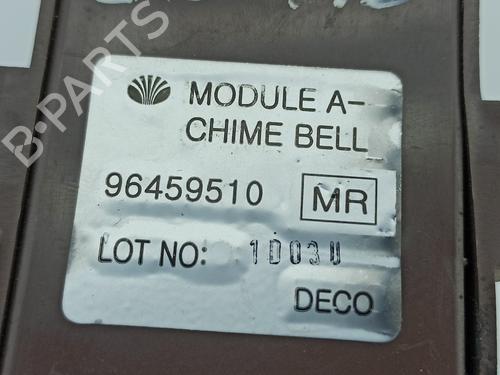 MODULE A-
CHIME BELL
96459510 MR
LOT NO: 1D03U
DECO
B-PARTS